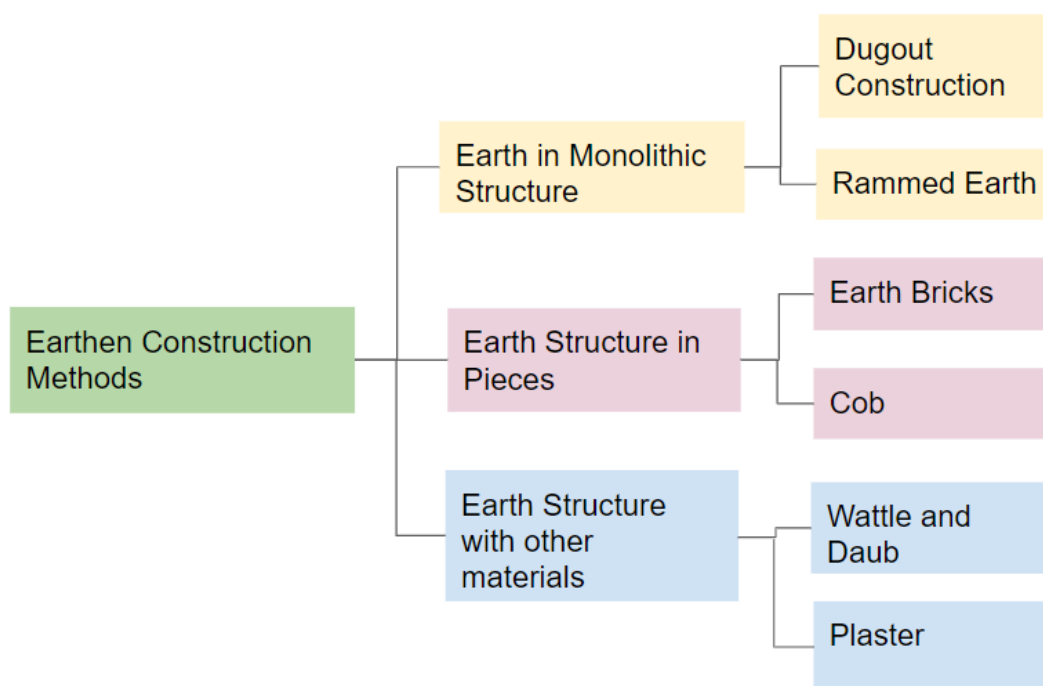 Earthen Construction
Methods
Earth in Monolithic
Structure
Dugout
Construction
Rammed Earth
Earth Structure in
Pieces
Earth Bricks
Cob
Earth Structure
with other
materials
Wattle and
Daub
Plaster